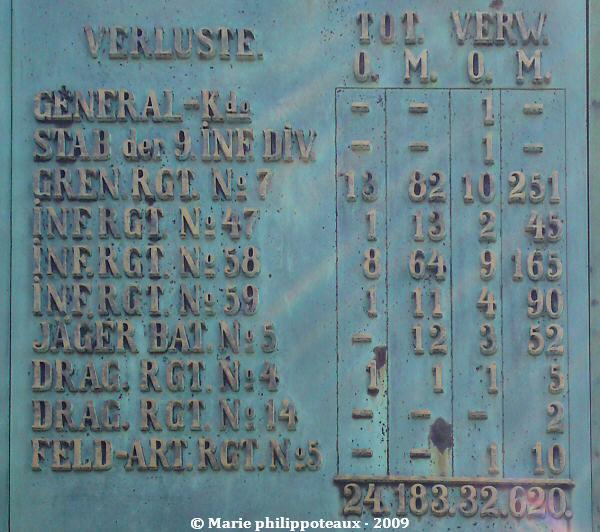 VERLUSTE. TOT. VERW.
O. M. O. M.
GENERAL-Kdo – – 1 –
STAB der 9. INF. DIV – – 1 –
GREN. RGT. No 7 13 82 10 251
INF. RGT. No 47 1 13 2 45
INF. RGT. No 58 8 64 9 165
INF. RGT. No 59 1 11 4 90
JÄGER BAT. No 5 – 12 3 52
DRAG. RGT. No 4 1 1 1 5
DRAG. RGT. No 14 – – – 2
FELD-ART. RGT. No 5 – – 1 10
24. 183. 32. 620.
© Marie philippoteaux - 2009